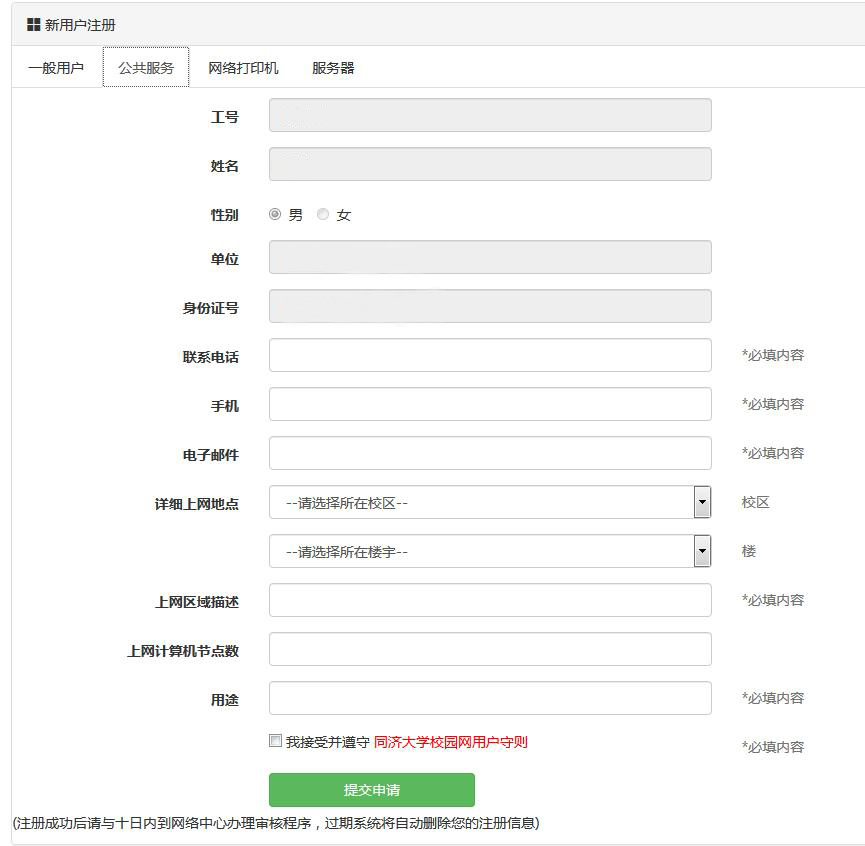 新用户注册
一般用户 公共服务 网络打印机 服务器
工号
姓名
性别 男 女
单位
身份证号
联系电话 *必填内容
手机 *必填内容
电子邮件 *必填内容
详细上网地点 --请选择所在校区-- 校区
--请选择所在楼宇-- 楼
上网区域描述 *必填内容
上网计算机节点数
用途 *必填内容
我接受并遵守 同济大学校园网用户守则 *必填内容
提交申请
(注册成功后请与十日内到网络中心办理审核程序，过期系统将自动删除您的注册信息)